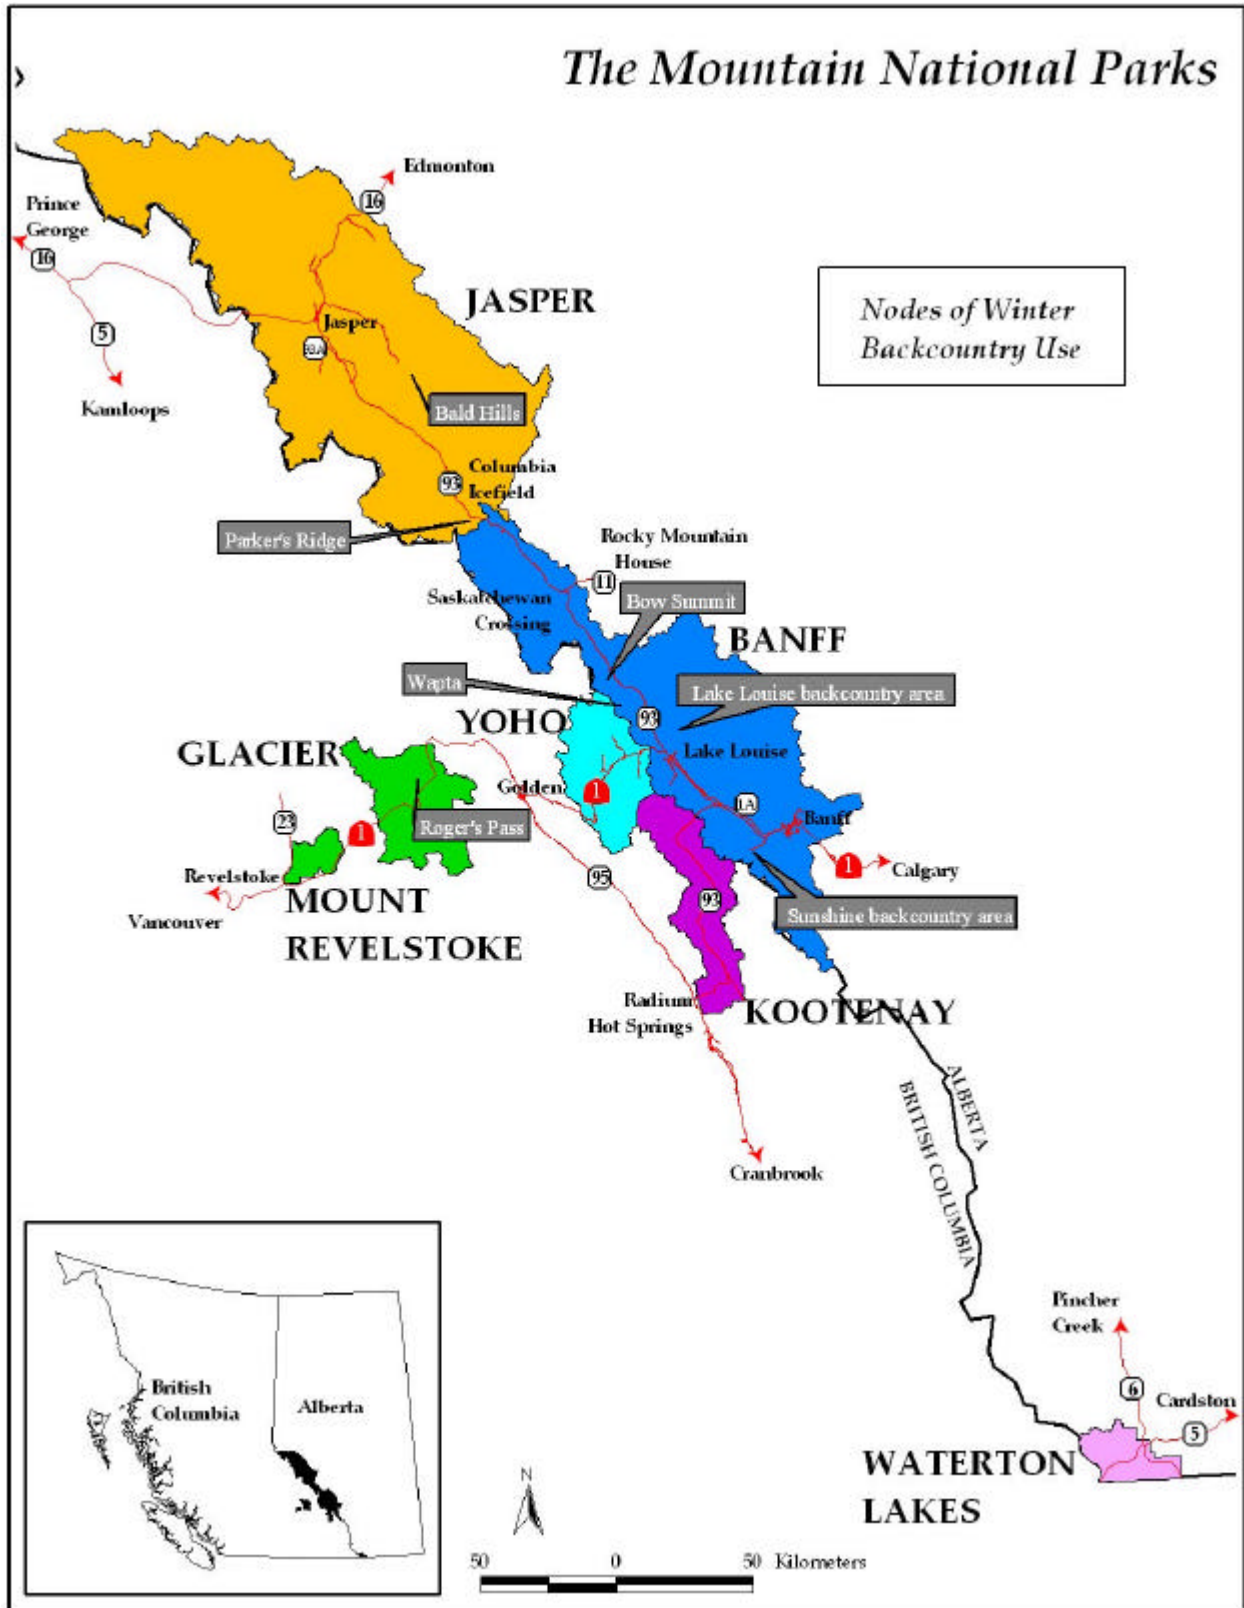 The Mountain National Parks
Edmonton
16
Prince
George
16
JASPER
Nodes of Winter
Backcountry Use
5
Jasper
93A
Kamloops
Bald Hills
Columbia
Icefield
93
Parker's Ridge
Rocky Mountain
House
11
Saskatchewan
Crossing
Bow Summit
BANFF
Wapta
Lake Louise backcountry area
YOHO
93
GLACIER
Lake Louise
Golden
1
1A
Banff
23
1
Roger's Pass
1
Calgary
Revelstoke
95
Vancouver
MOUNT
REVELSTOKE
93
Sunshine backcountry area
Radium
Hot Springs
KOOTENAY
ALBERTA
BRITISH COLUMBIA
Cranbrook
Pincher
Creek
6
Cardston
5
British
Columbia
Alberta
WATERTON
LAKES
N
50 0 50 Kilometers